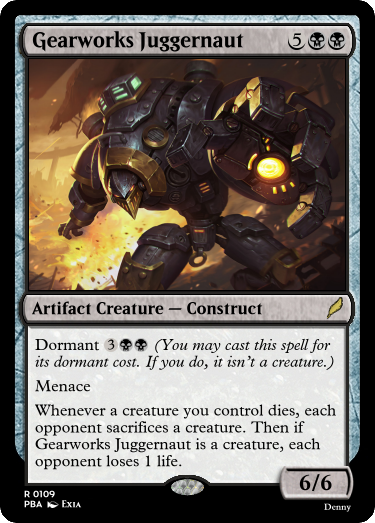 Gearworks Juggernaut 5
Artifact Creature — Construct
Dormant 3 (You may cast this spell for
its dormant cost. If you do, it isn't a creature.)
Menace
Whenever a creature you control dies, each
opponent sacrifices a creature. Then if
Gearworks Juggernaut is a creature, each
opponent loses 1 life.
6/6
R 0109
PBA Exia
Denny